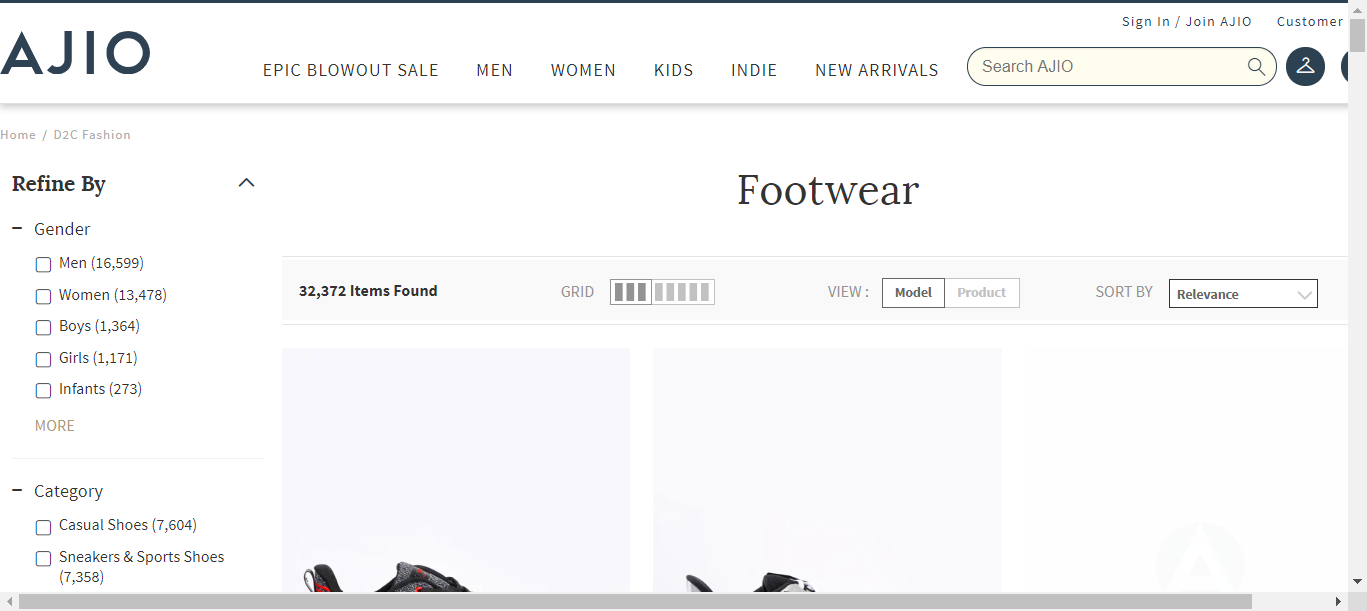 Sign In / Join AJIO Customer
AJIO
EPIC BLOWOUT SALE MEN WOMEN KIDS INDIE NEW ARRIVALS Search AJIO
Home / D2C Fashion
Refine By
Footwear
Gender
Men (16,599)
Women (13,478)
Boys (1,364)
Girls (1,171)
Infants (273)
MORE
32,372 Items Found GRID VIEW : Model Product SORT BY Relevance
Category
Casual Shoes (7,604)
Sneakers & Sports Shoes
(7,358)